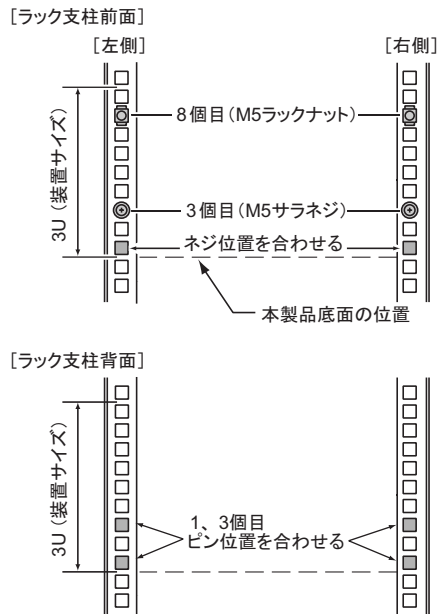 [ラック支柱前面]
[左側]
[右側]
3U(装置サイズ)
8個目(M5ラックナット)
3個目(M5サラネジ)
ネジ位置を合わせる
本製品底面の位置
[ラック支柱背面]
3U(装置サイズ)
1、3個目
ピン位置を合わせる